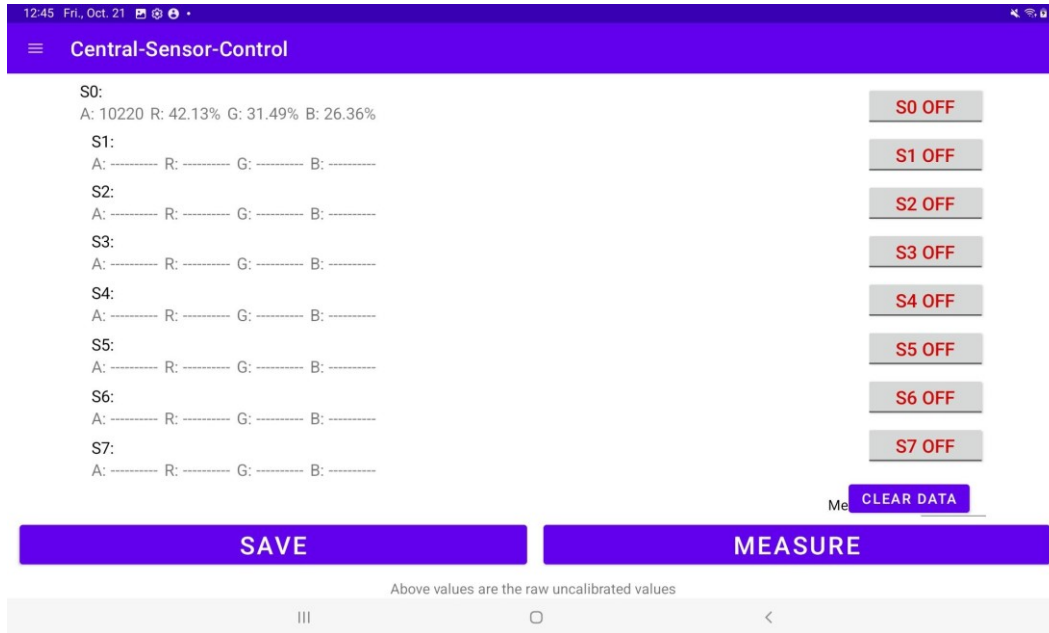 12:45 Fri., Oct. 21
Central-Sensor-Control
S0:
A: 10220 R: 42.13% G: 31.49% B: 26.36%
S0 OFF
S1:
A: ---------- R: ---------- G: ---------- B: ----------
S1 OFF
S2:
A: ---------- R: ---------- G: ---------- B: ----------
S2 OFF
S3:
A: ---------- R: ---------- G: ---------- B: ----------
S3 OFF
S4:
A: ---------- R: ---------- G: ---------- B: ----------
S4 OFF
S5:
A: ---------- R: ---------- G: ---------- B: ----------
S5 OFF
S6:
A: ---------- R: ---------- G: ---------- B: ----------
S6 OFF
S7:
A: ---------- R: ---------- G: ---------- B: ----------
S7 OFF
Me CLEAR DATA
SAVE MEASURE
Above values are the raw uncalibrated values